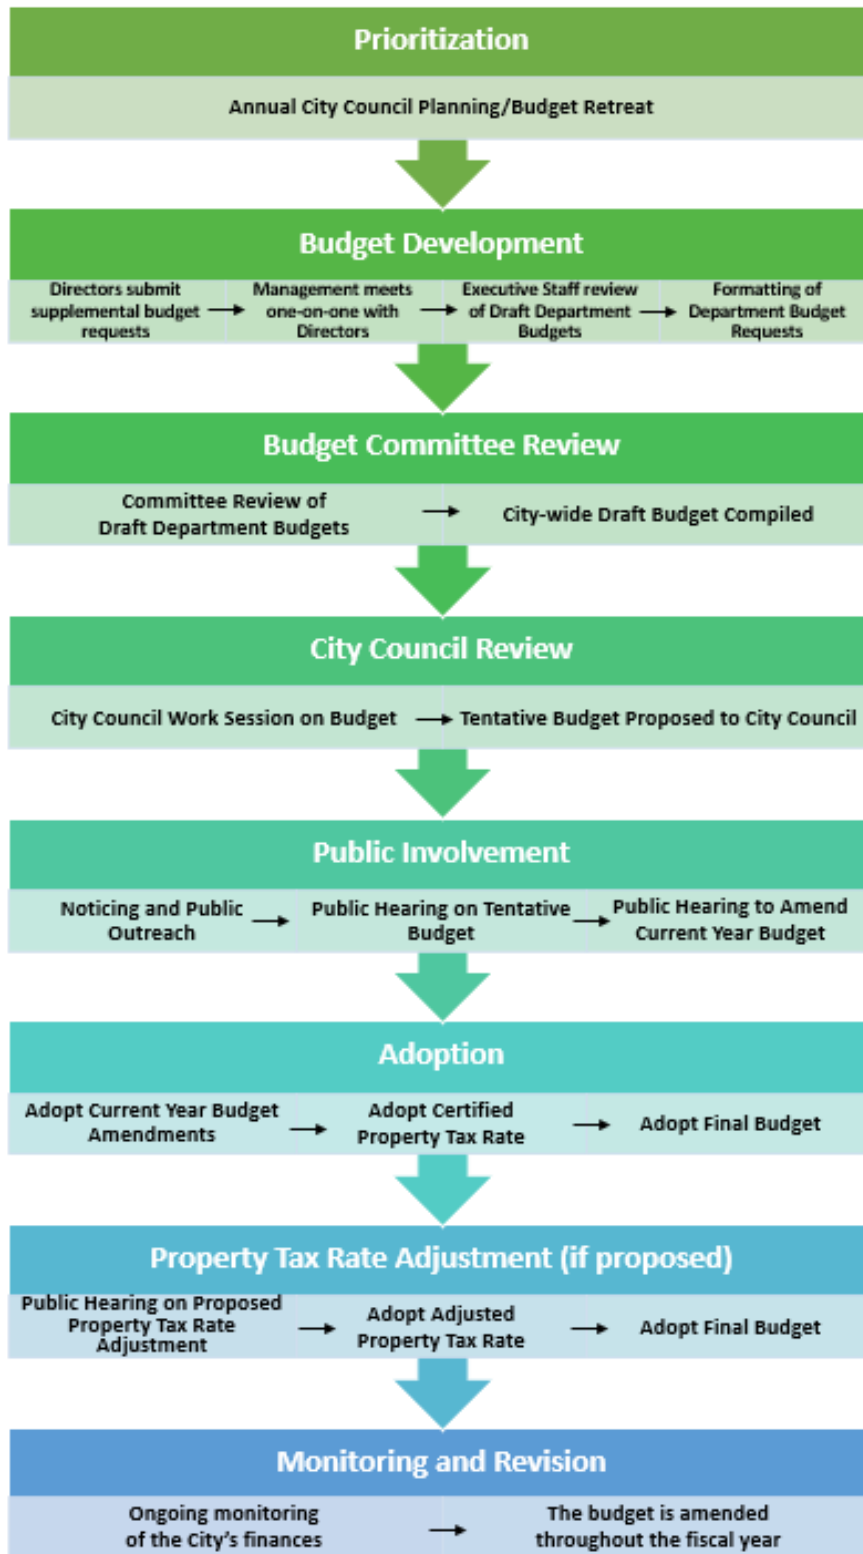 Prioritization
Annual City Council Planning/Budget Retreat
Budget Development
Directors submit
supplemental budget
requests
Management meets
one-on-one with
Directors
Executive Staff review
of Draft Department
Budgets
Formatting of
Department Budget
Requests
Budget Committee Review
Committee Review of
Draft Department Budgets
City-wide Draft Budget Compiled
City Council Review
City Council Work Session on Budget
Tentative Budget Proposed to City Council
Public Involvement
Noticing and Public
Outreach
Public Hearing on Tentative
Budget
Public Hearing to Amend
Current Year Budget
Adoption
Adopt Current Year Budget
Amendments
Adopt Certified
Property Tax Rate
Adopt Final Budget
Property Tax Rate Adjustment (if proposed)
Public Hearing on Proposed
Property Tax Rate
Adjustment
Adopt Adjusted
Property Tax Rate
Adopt Final Budget
Monitoring and Revision
Ongoing monitoring
of the City's finances
The budget is amended
throughout the fiscal year